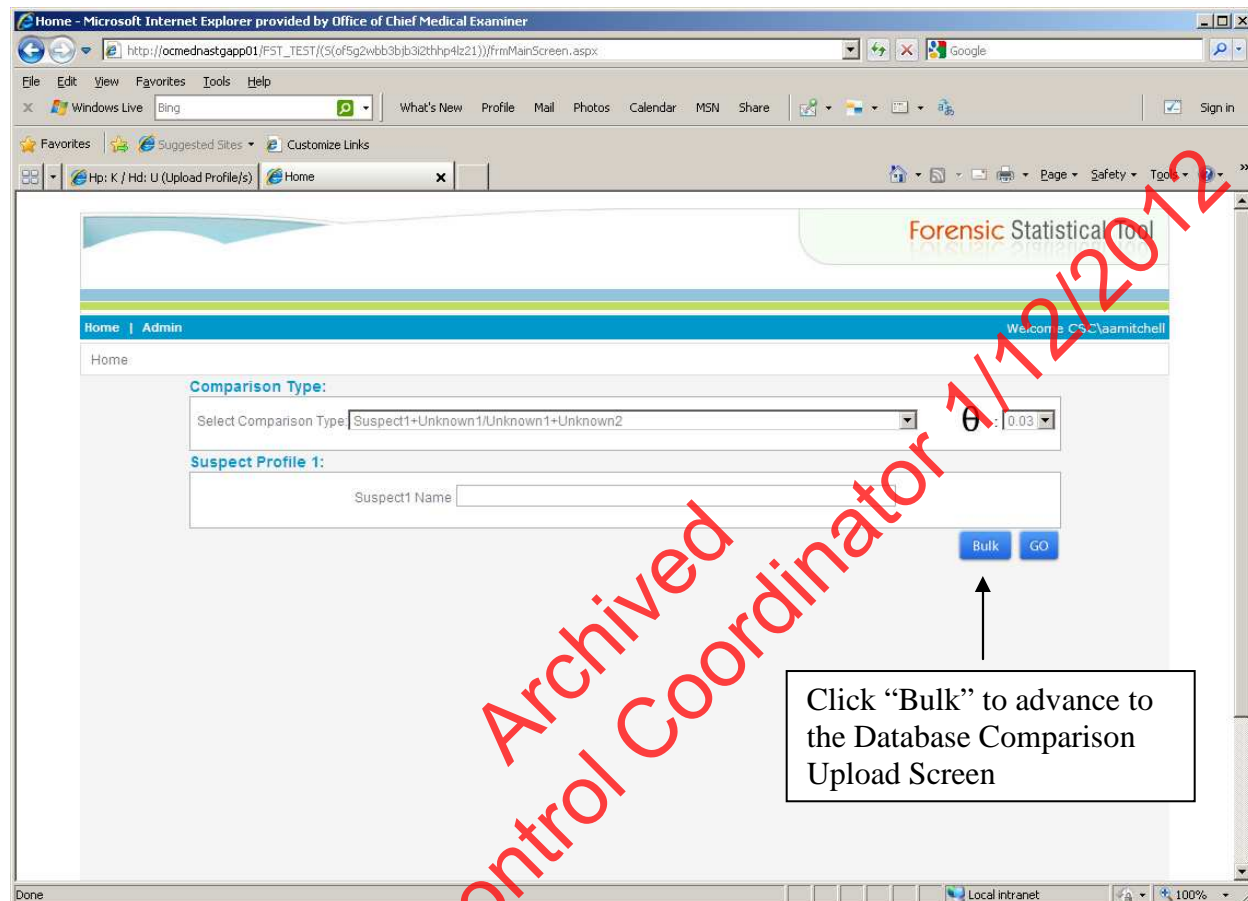 Home - Microsoft Internet Explorer provided by Office of Chief Medical Examiner
http://ocmednastgapp01/FST_TEST/(S(of5g2wbb3bjb3i2thhp4lz21))/frmMainScreen.aspx
Google
File Edit View Favorites Tools Help
Windows Live Bing What's New Profile Mail Photos Calendar MSN Share Sign in
Favorites Suggested Sites Customize Links
Hp: K / Hd: U (Upload Profile/s) Home Page Safety Tools
Forensic Statistical Tool
Home | Admin Welcome CSC\aamitchell
Home
Comparison Type:
Select Comparison Type: Suspect1+Unknown1/Unknown1+Unknown2 θ : 0.03
Suspect Profile 1:
Suspect1 Name
Bulk GO
Click “Bulk” to advance to
the Database Comparison
Upload Screen
Archived
ontrol Coordinator 1/12/2012
Done Local intranet 100%